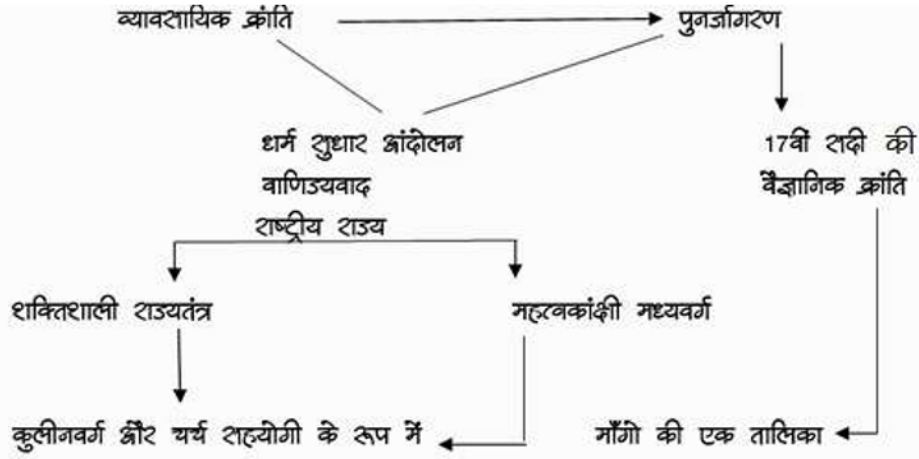 व्यावसायिक क्रांति
पुनर्जागरण
धर्म सुधार आंदोलन
वाणिज्यवाद
राष्ट्रीय राज्य
17वीं सदी की
वैज्ञानिक क्रांति
शक्तिशाली राज्यतंत्र
महत्वकांक्षी मध्यवर्ग
कुलीनवर्ग और चर्च सहयोगी के रूप में
माँगो की एक तालिका